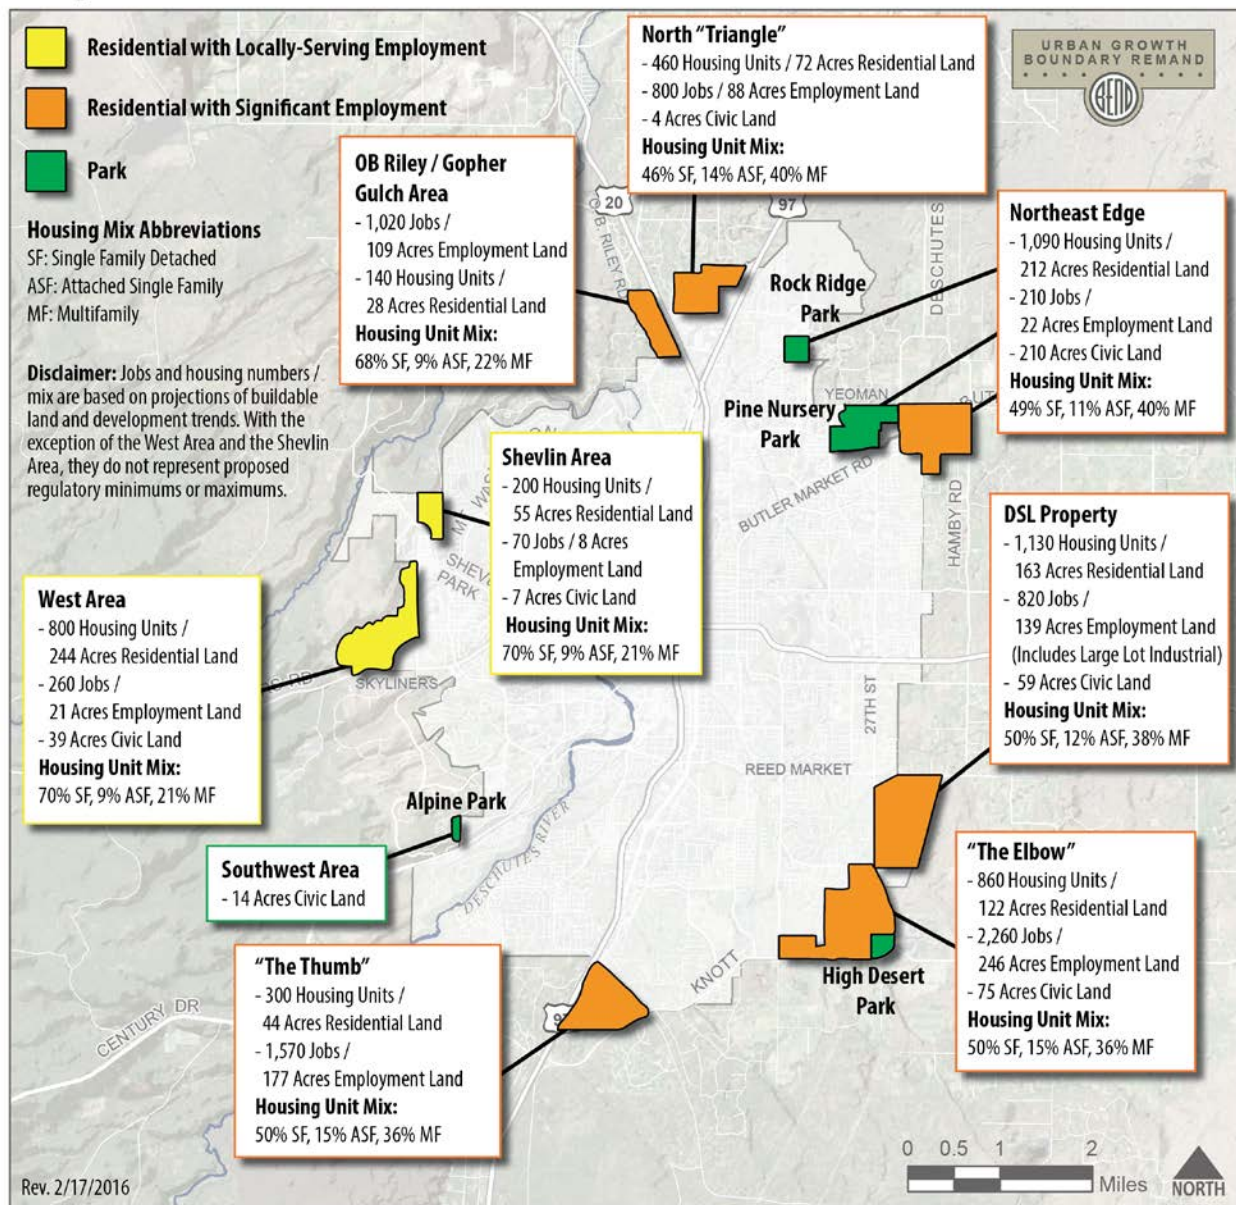 Residential with Locally-Serving Employment
Residential with Significant Employment
Park
Housing Mix Abbreviations
SF: Single Family Detached
ASF: Attached Single Family
MF: Multifamily
Disclaimer: Jobs and housing numbers /
mix are based on projections of buildable
land and development trends. With the
exception of the West Area and the Shevlin
Area, they do not represent proposed
regulatory minimums or maximums.
URBAN GROWTH
BOUNDARY REMAND
BEND
North "Triangle"
- 460 Housing Units / 72 Acres Residential Land
- 800 Jobs / 88 Acres Employment Land
- 4 Acres Civic Land
Housing Unit Mix:
46% SF, 14% ASF, 40% MF
OB Riley / Gopher
Gulch Area
- 1,020 Jobs /
109 Acres Employment Land
- 140 Housing Units /
28 Acres Residential Land
Housing Unit Mix:
68% SF, 9% ASF, 22% MF
Northeast Edge
- 1,090 Housing Units /
212 Acres Residential Land
- 210 Jobs /
22 Acres Employment Land
- 210 Acres Civic Land
Housing Unit Mix:
49% SF, 11% ASF, 40% MF
20
97
O.B. RILEY RD
DESCHUTES
Rock Ridge
Park
YEOMAN
Pine Nursery
Park
BUTLER MARKET RD
HAMBY RD
Shevlin Area
- 200 Housing Units /
55 Acres Residential Land
- 70 Jobs / 8 Acres
Employment Land
- 7 Acres Civic Land
Housing Unit Mix:
70% SF, 9% ASF, 21% MF
PARK
DSL Property
- 1,130 Housing Units /
163 Acres Residential Land
- 820 Jobs /
139 Acres Employment Land
(Includes Large Lot Industrial)
- 59 Acres Civic Land
Housing Unit Mix:
50% SF, 12% ASF, 38% MF
West Area
- 800 Housing Units /
244 Acres Residential Land
- 260 Jobs /
21 Acres Employment Land
- 39 Acres Civic Land
Housing Unit Mix:
70% SF, 9% ASF, 21% MF
RD
SKYLINERS
27TH ST
REED MARKET
Alpine Park
DESCHUTES RIVER
Southwest Area
- 14 Acres Civic Land
"The Elbow"
- 860 Housing Units /
122 Acres Residential Land
- 2,260 Jobs /
246 Acres Employment Land
- 75 Acres Civic Land
Housing Unit Mix:
50% SF, 15% ASF, 36% MF
High Desert
Park
KNOTT
"The Thumb"
- 300 Housing Units /
44 Acres Residential Land
- 1,570 Jobs /
177 Acres Employment Land
Housing Unit Mix:
50% SF, 15% ASF, 36% MF
CENTURY DR
0 0.5 1 2
Miles
NORTH
Rev. 2/17/2016